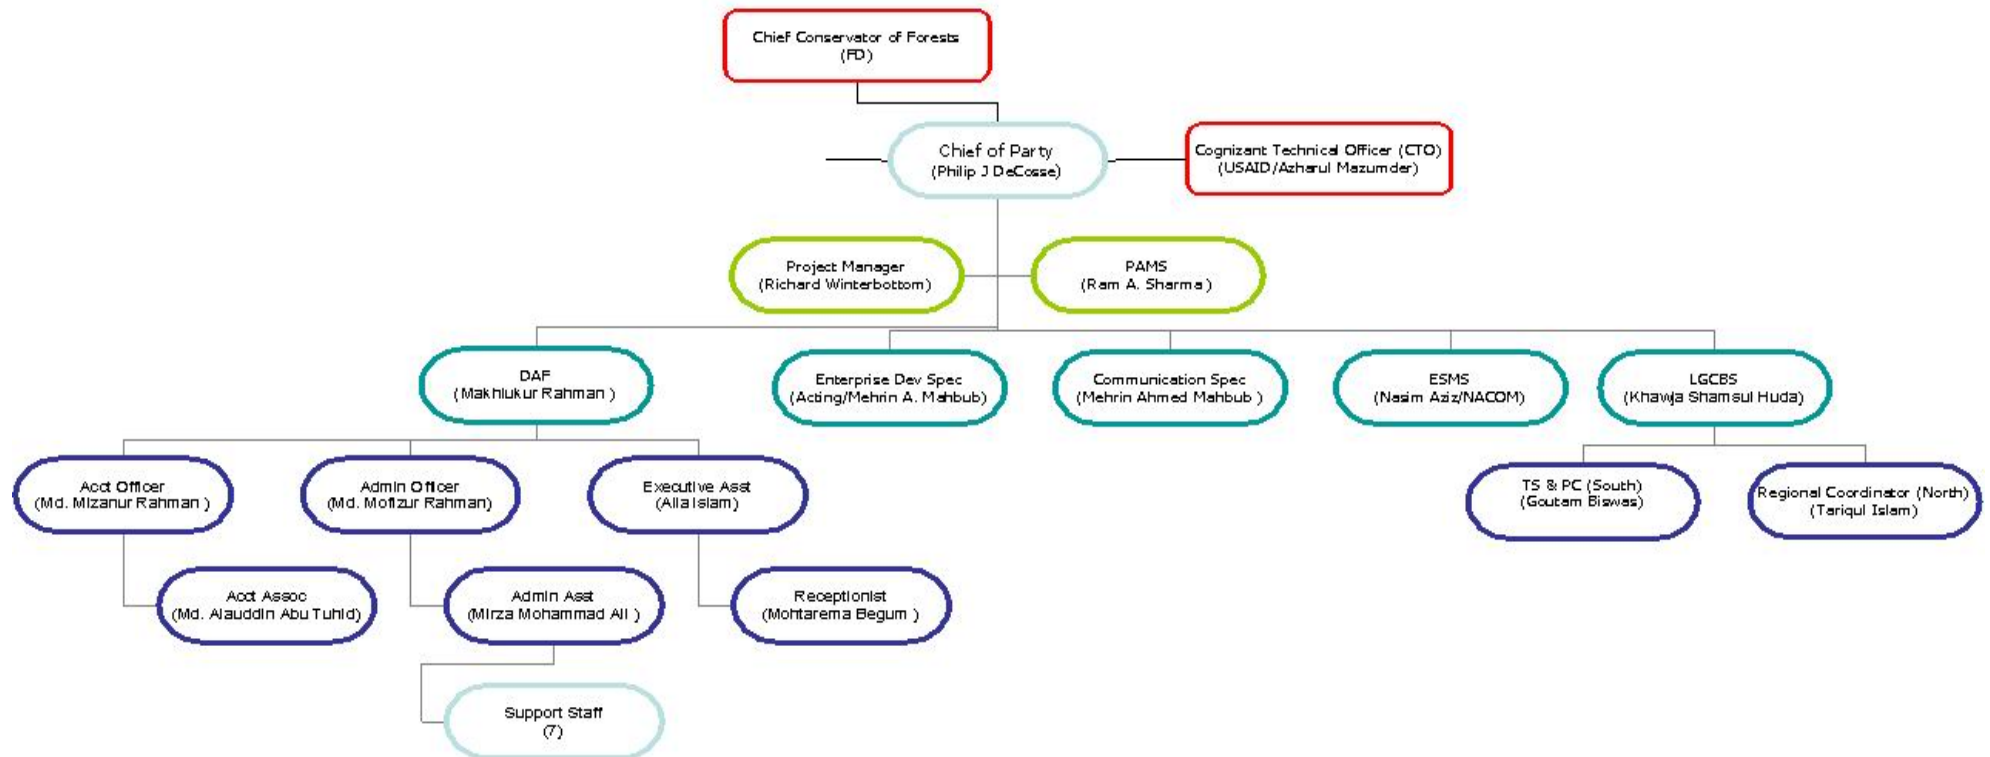 Chief Conservator of Forests
(FD)
Chief of Party
(Philip J DeCosse)
Cognizant Technical Officer (CTO)
(USAID/Azharul Mazumder)
Project Manager
(Richard Winterbottom)
PAMS
(Ram A. Sharma )
DAF
(Makhlukur Rahman )
Enterprise Dev Spec
(Acting/Mehrin A. Mahbub)
Communication Spec
(Mehrin Ahmed Mahbub )
ESMS
(Nasim Aziz/NACOM)
LGCBS
(Khawja Shamsul Huda)
Acct Officer
(Md. Mizanur Rahman )
Admin Officer
(Md. Mofizur Rahman)
Executive Asst
(Alia Islam)
TS & PC (South)
(Goutam Biswas)
Regional Coordinator (North)
(Tariqul Islam)
Acct Assoc
(Md. Alauddin Abu Tuhid)
Admin Asst
(Mirza Mohammad Ali )
Receptionist
(Mohtarema Begum )
Support Staff
(7)